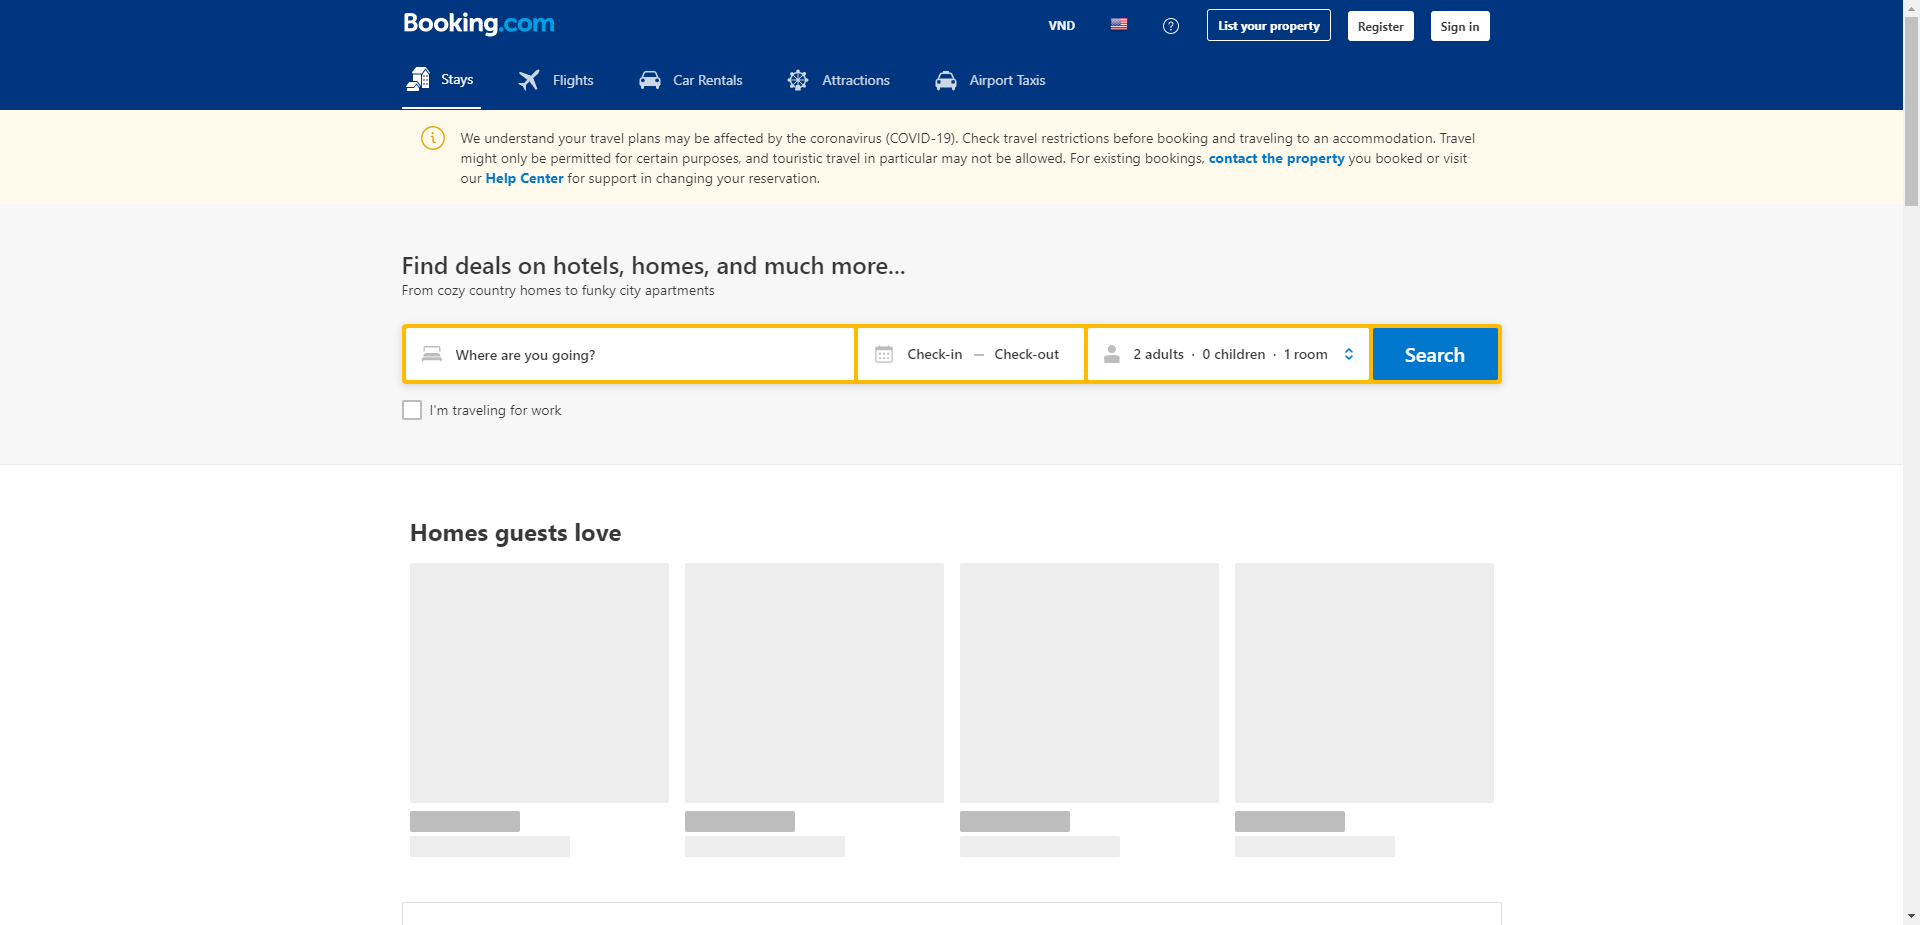 Booking.com
VND
List your property
Register
Sign in
Stays
Flights
Car Rentals
Attractions
Airport Taxis
We understand your travel plans may be affected by the coronavirus (COVID-19). Check travel restrictions before booking and traveling to an accommodation. Travel
might only be permitted for certain purposes, and touristic travel in particular may not be allowed. For existing bookings, contact the property you booked or visit
our Help Center for support in changing your reservation.
Find deals on hotels, homes, and much more...
From cozy country homes to funky city apartments
Where are you going?
Check-in — Check-out
2 adults · 0 children · 1 room
Search
I'm traveling for work
Homes guests love